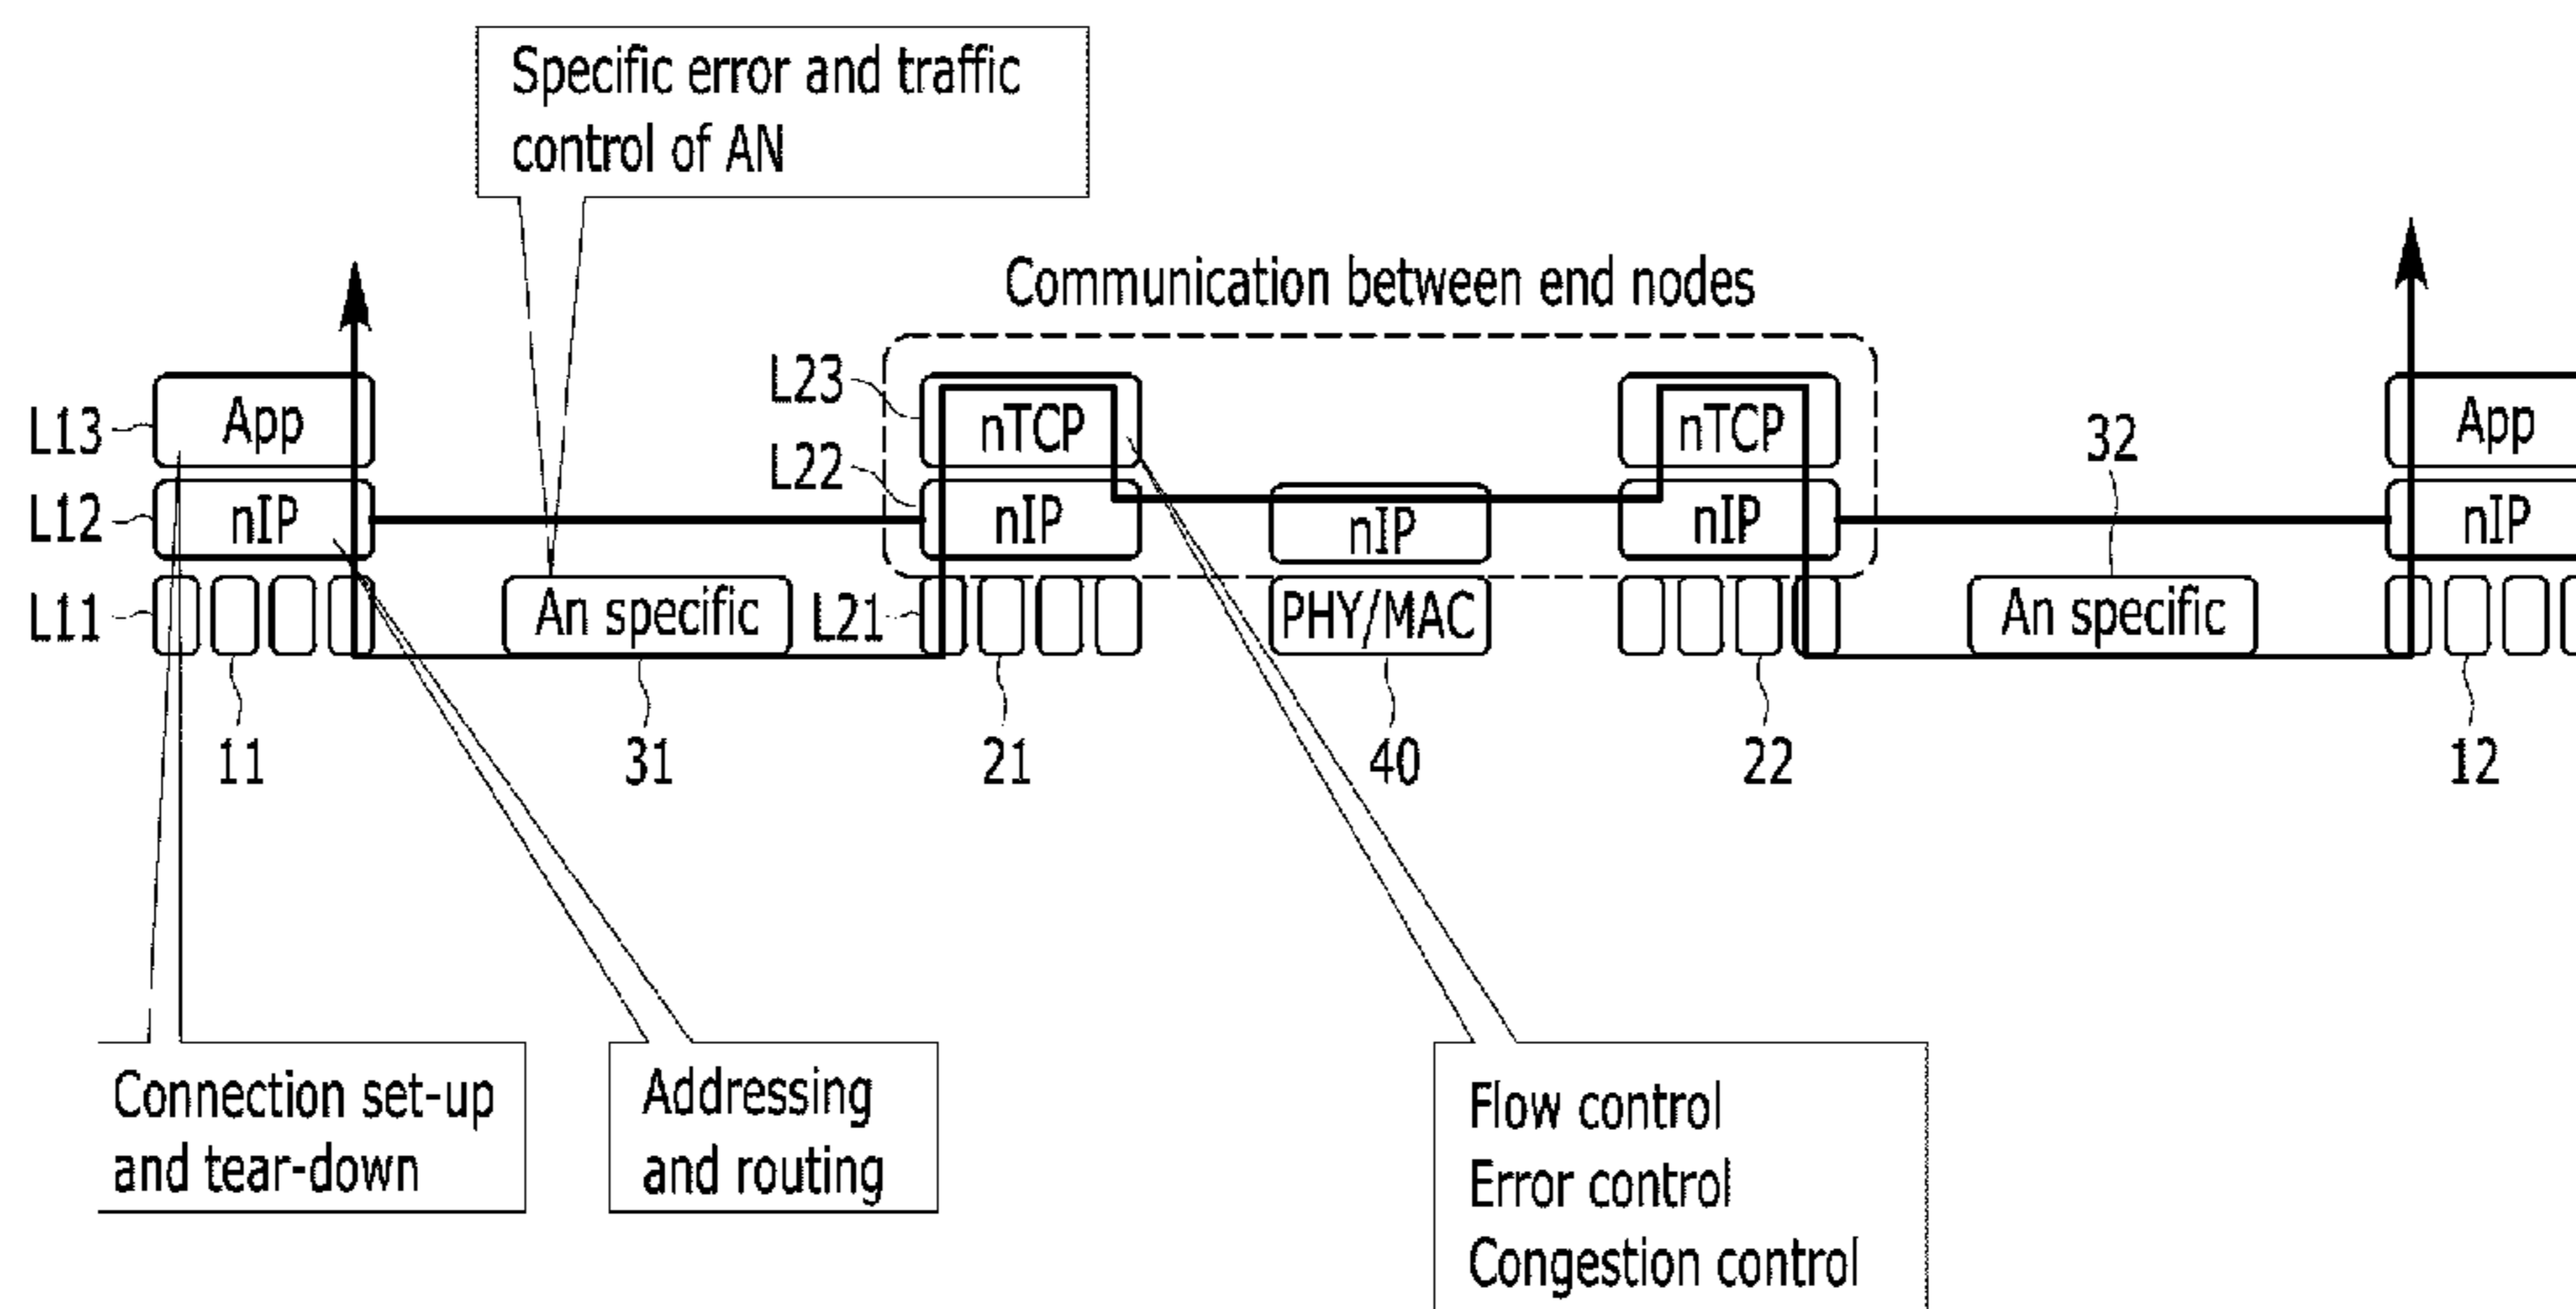 Specific error and traffic
control of AN
Communication between end nodes
L23
L13
App
nTCP
nTCP
32
App
L22
L12
nIP
nIP
nIP
nIP
nIP
L11
An specific
L21
PHY/MAC
An specific
11
31
21
40
22
12
Connection set-up
and tear-down
Addressing
and routing
Flow control
Error control
Congestion control